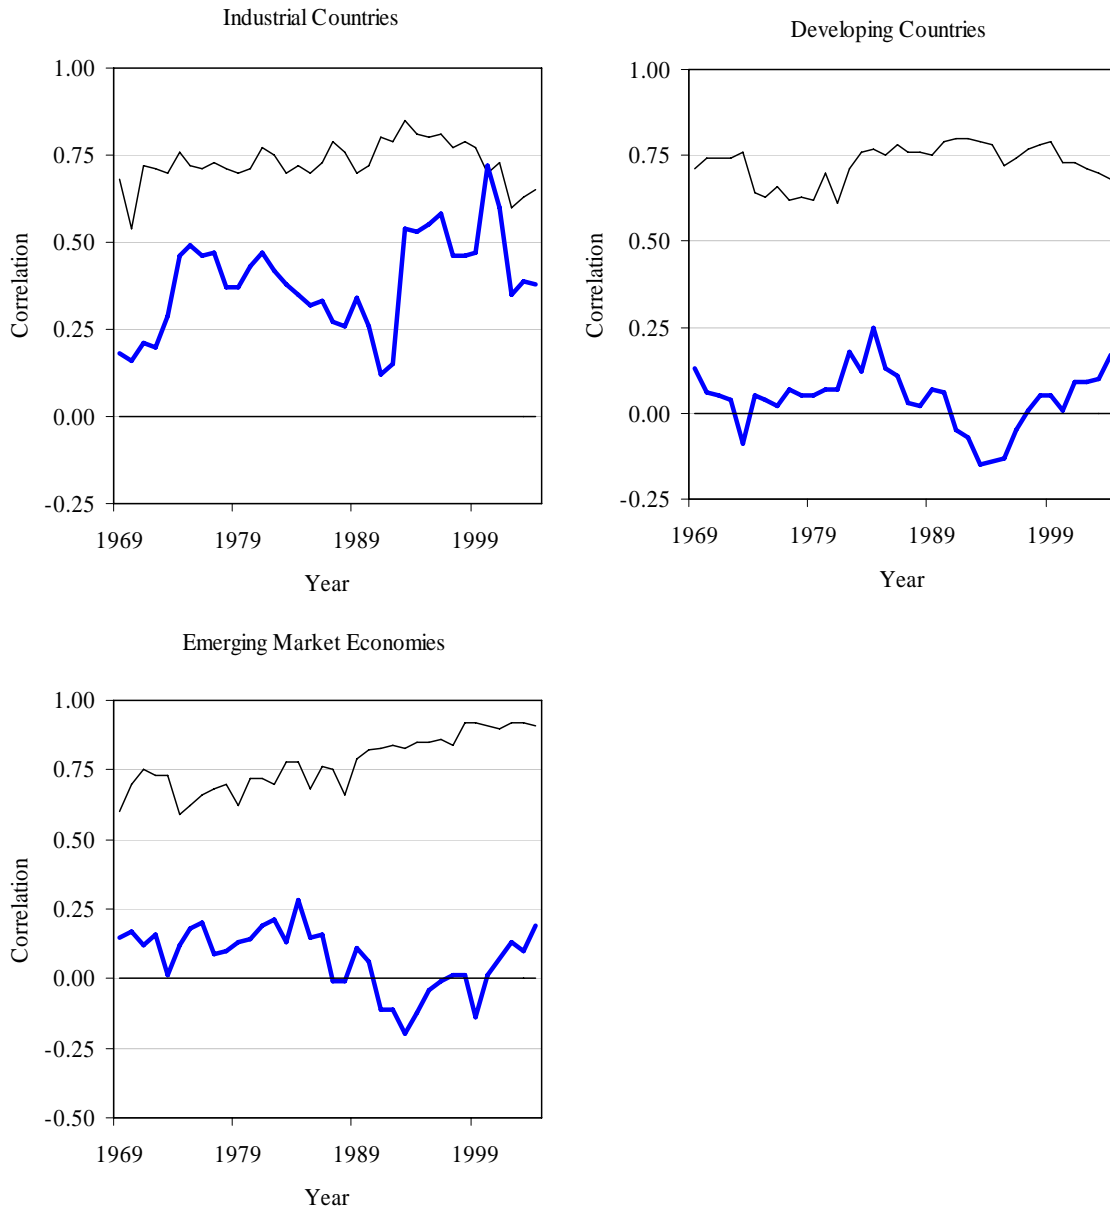 Industrial Countries
1.00
0.75
0.50
0.25
0.00
-0.25
Correlation
1969 1979 1989 1999
Year
Developing Countries
1.00
0.75
0.50
0.25
0.00
-0.25
Correlation
1969 1979 1989 1999
Year
Emerging Market Economies
1.00
0.75
0.50
0.25
0.00
-0.25
-0.50
Correlation
1969 1979 1989 1999
Year